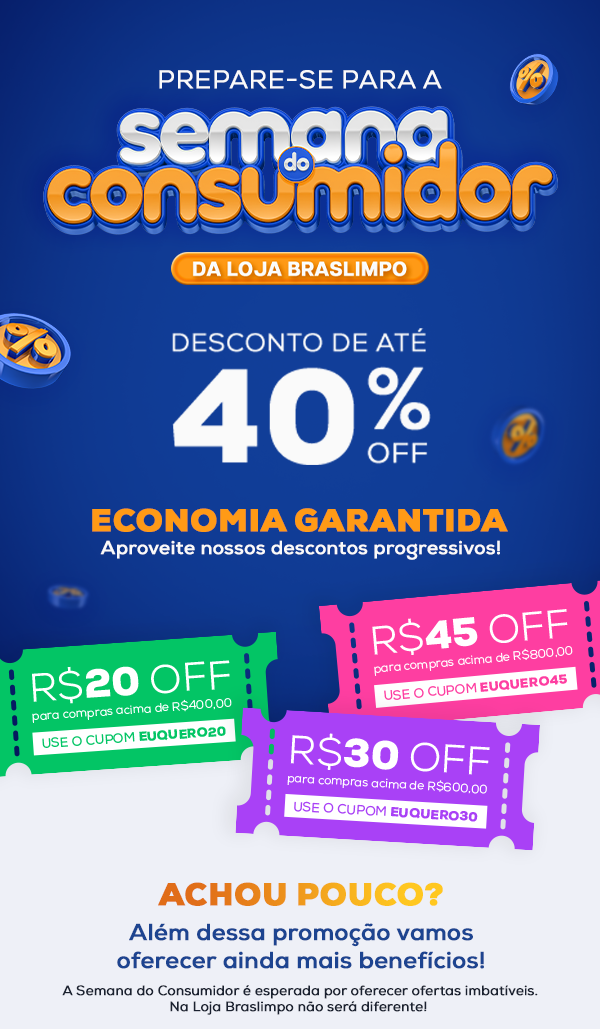 PREPARE-SE PARA A
semana
do
consumidor
DA LOJA BRASLIMPO
DESCONTO DE ATÉ
40%
OFF
ECONOMIA GARANTIDA
Aproveite nossos descontos progressivos!
R$45 OFF
para compras acima de R$800,00
USE O CUPOM EUQUERO45
R$20 OFF
para compras acima de R$400,00
USE O CUPOM EUQUERO20
R$30 OFF
para compras acima de R$600,00
USE O CUPOM EUQUERO30
ACHOU POUCO?
Além dessa promoção vamos
oferecer ainda mais benefícios!
A Semana do Consumidor é esperada por oferecer ofertas imbatíveis.
Na Loja Braslimpo não será diferente!